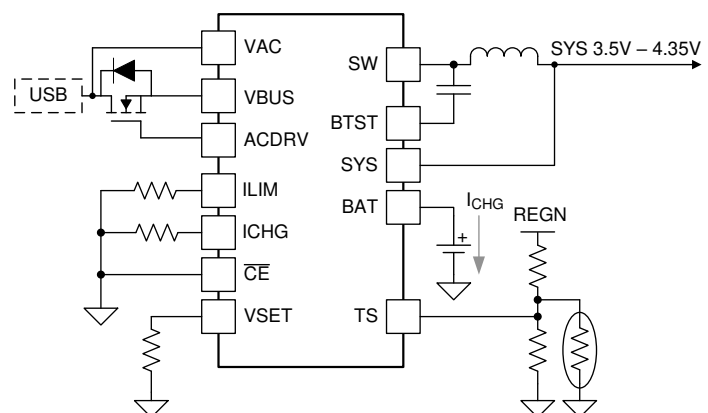 VAC
USB
VBUS
ACDRV
ILIM
ICHG
CE
VSET
SW
SYS 3.5V – 4.35V
BTST
SYS
BAT
ICHG
+
REGN
TS